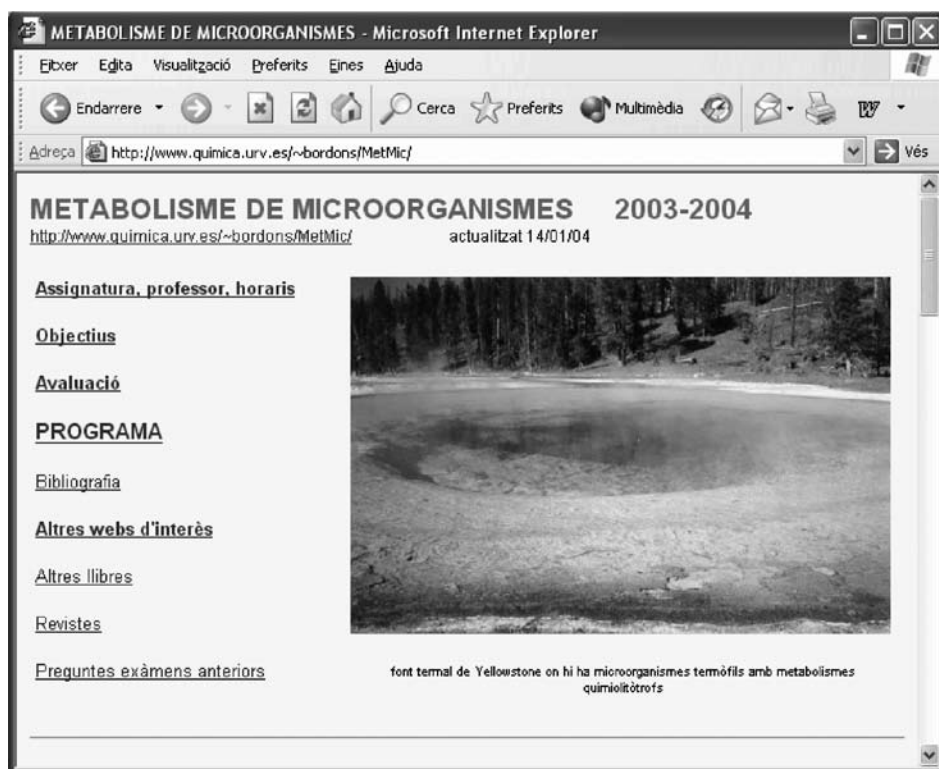 METABOLISME DE MICROORGANISMES - Microsoft Internet Explorer
Fitxer Edita Visualització Preferits Eines Ajuda
Endarrere Cerca Preferits Multimèdia
Adreça http://www.quimica.urv.es/~bordons/MetMic/ Vés
METABOLISME DE MICROORGANISMES 2003-2004
http://www.quimica.urv.es/~bordons/MetMic/ actualitzat 14/01/04
Assignatura, professor, horaris
Objectius
Avaluació
PROGRAMA
Bibliografia
Altres webs d'interès
Altres llibres
Revistes
Preguntes exàmens anteriors
font termal de Yellowstone on hi ha microorganismes termòfils amb metabolismes
quimiolitòtrofs